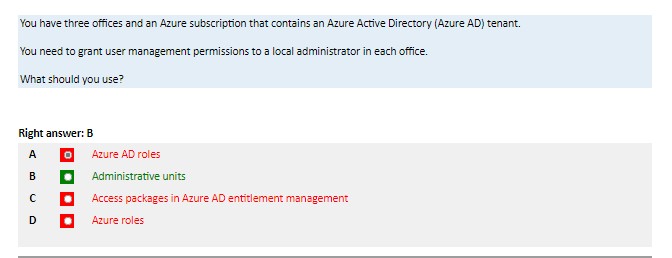 You have three offices and an Azure subscription that contains an Azure Active Directory (Azure AD) tenant.
You need to grant user management permissions to a local administrator in each office.
What should you use?
Right answer: B
A Azure AD roles
B Administrative units
C Access packages in Azure AD entitlement management
D Azure roles